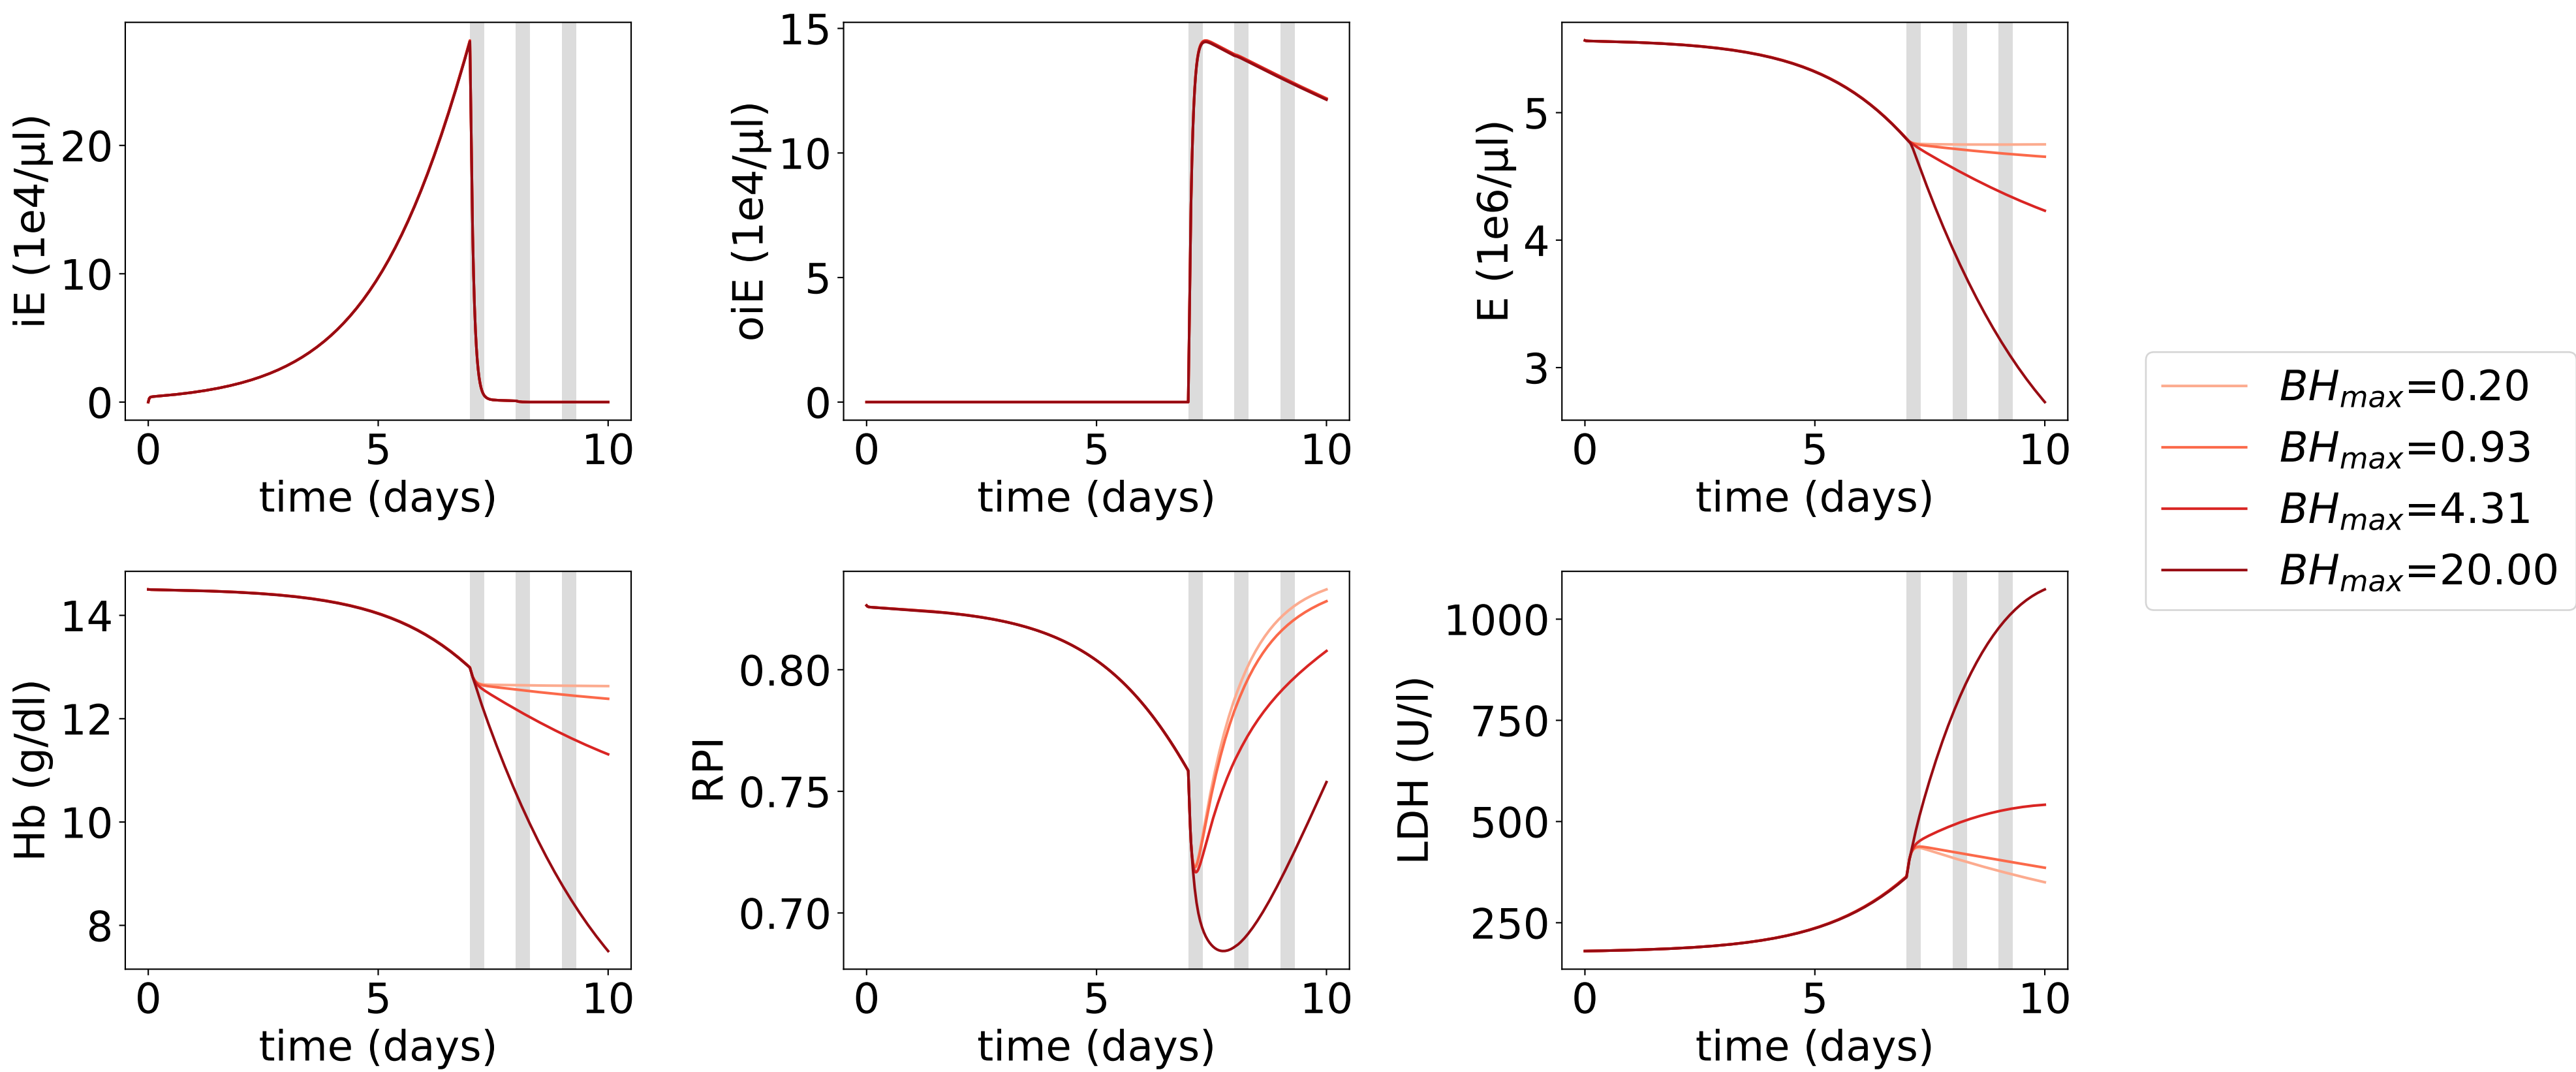 iE (1e4/µl)
20
10
0
0 5 10
time (days)
oiE (1e4/µl)
15
10
5
0
0 5 10
time (days)
E (1e6/µl)
5
4
3
0 5 10
time (days)
BHmax=0.20
BHmax=0.93
BHmax=4.31
BHmax=20.00
Hb (g/dl)
14
12
10
8
0 5 10
time (days)
RPI
0.80
0.75
0.70
0 5 10
time (days)
LDH (U/l)
1000
750
500
250
0 5 10
time (days)